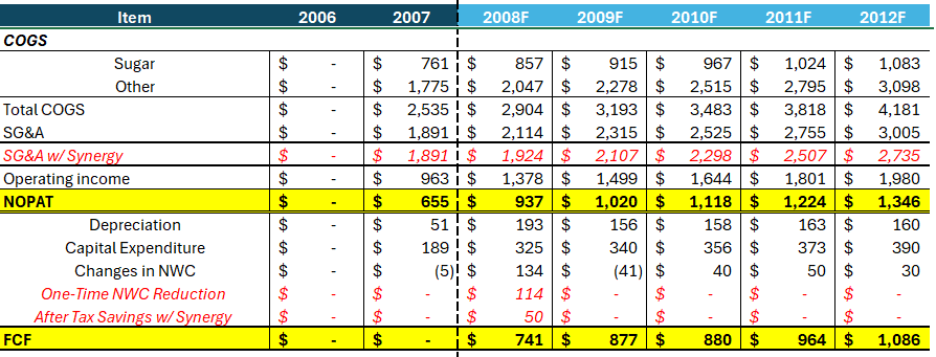 Item 2006 2007 2008F 2009F 2010F 2011F 2012F
COGS
Sugar $ - $ 761 $ 857 $ 915 $ 967 $ 1,024 $ 1,083
Other $ - $ 1,775 $ 2,047 $ 2,278 $ 2,515 $ 2,795 $ 3,098
Total COGS $ - $ 2,535 $ 2,904 $ 3,193 $ 3,483 $ 3,818 $ 4,181
SG&A $ - $ 1,891 $ 2,114 $ 2,315 $ 2,525 $ 2,755 $ 3,005
SG&A w/ Synergy $ - $ 1,891 $ 1,924 $ 2,107 $ 2,298 $ 2,507 $ 2,735
Operating income $ - $ 963 $ 1,378 $ 1,499 $ 1,644 $ 1,801 $ 1,980
NOPAT $ - $ 655 $ 937 $ 1,020 $ 1,118 $ 1,224 $ 1,346
Depreciation $ - $ 51 $ 193 $ 156 $ 158 $ 163 $ 160
Capital Expenditure $ - $ 189 $ 325 $ 340 $ 356 $ 373 $ 390
Changes in NWC $ - $ (5) $ 134 $ (41) $ 40 $ 50 $ 30
One-Time NWC Reduction $ - $ - $ 114 $ - $ - $ - $ -
After Tax Savings w/ Synergy $ - $ - $ 50 $ - $ - $ - $ -
FCF $ - $ - $ 741 $ 877 $ 880 $ 964 $ 1,086